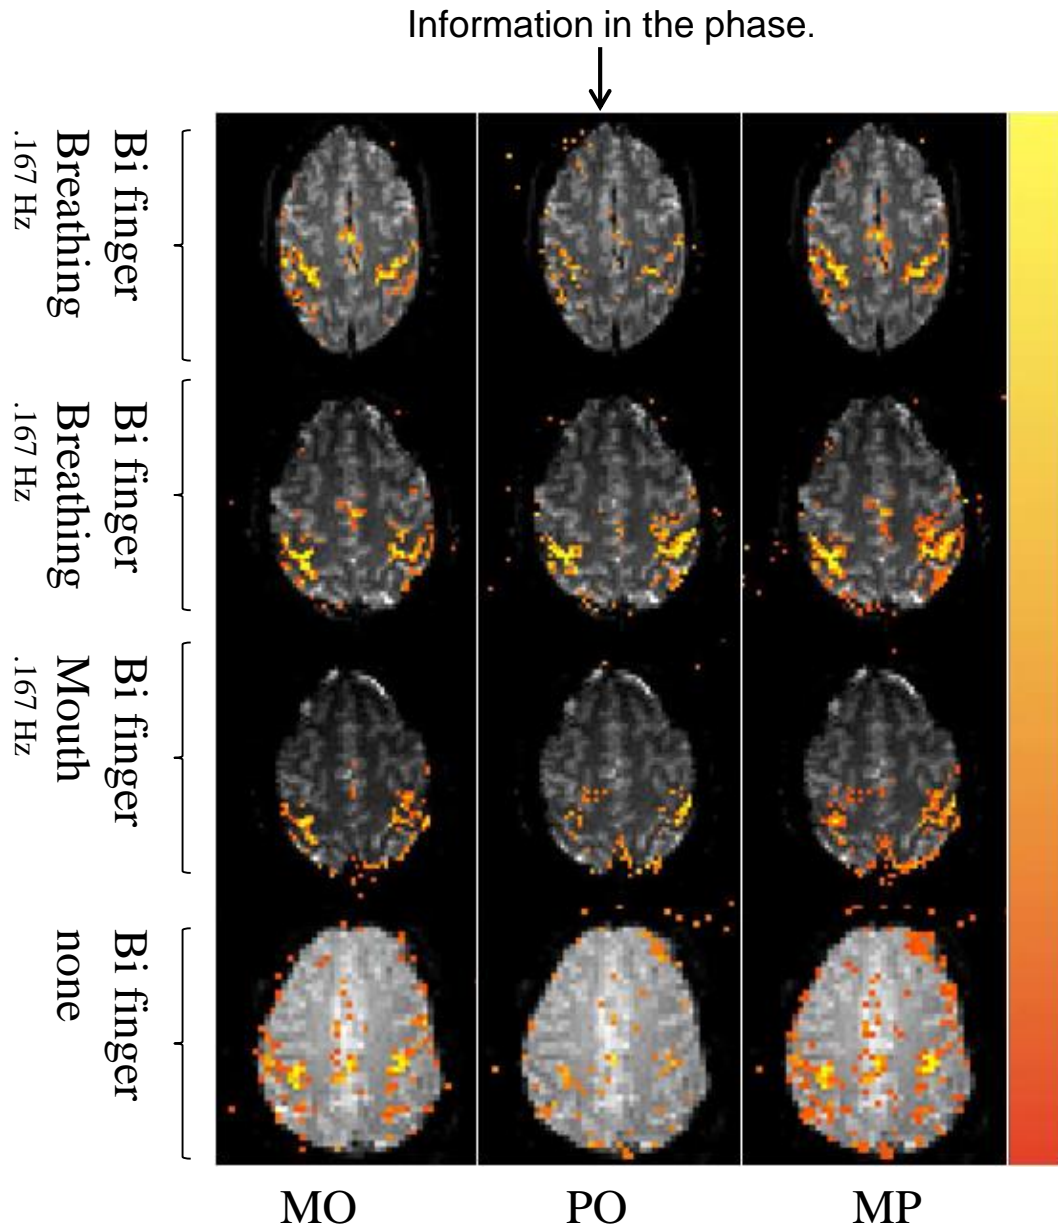 Information in the phase.
Bi finger
Breathing
.167 Hz
Bi finger
Breathing
.167 Hz
Bi finger
Mouth
.167 Hz
Bi finger
none
MO PO MP